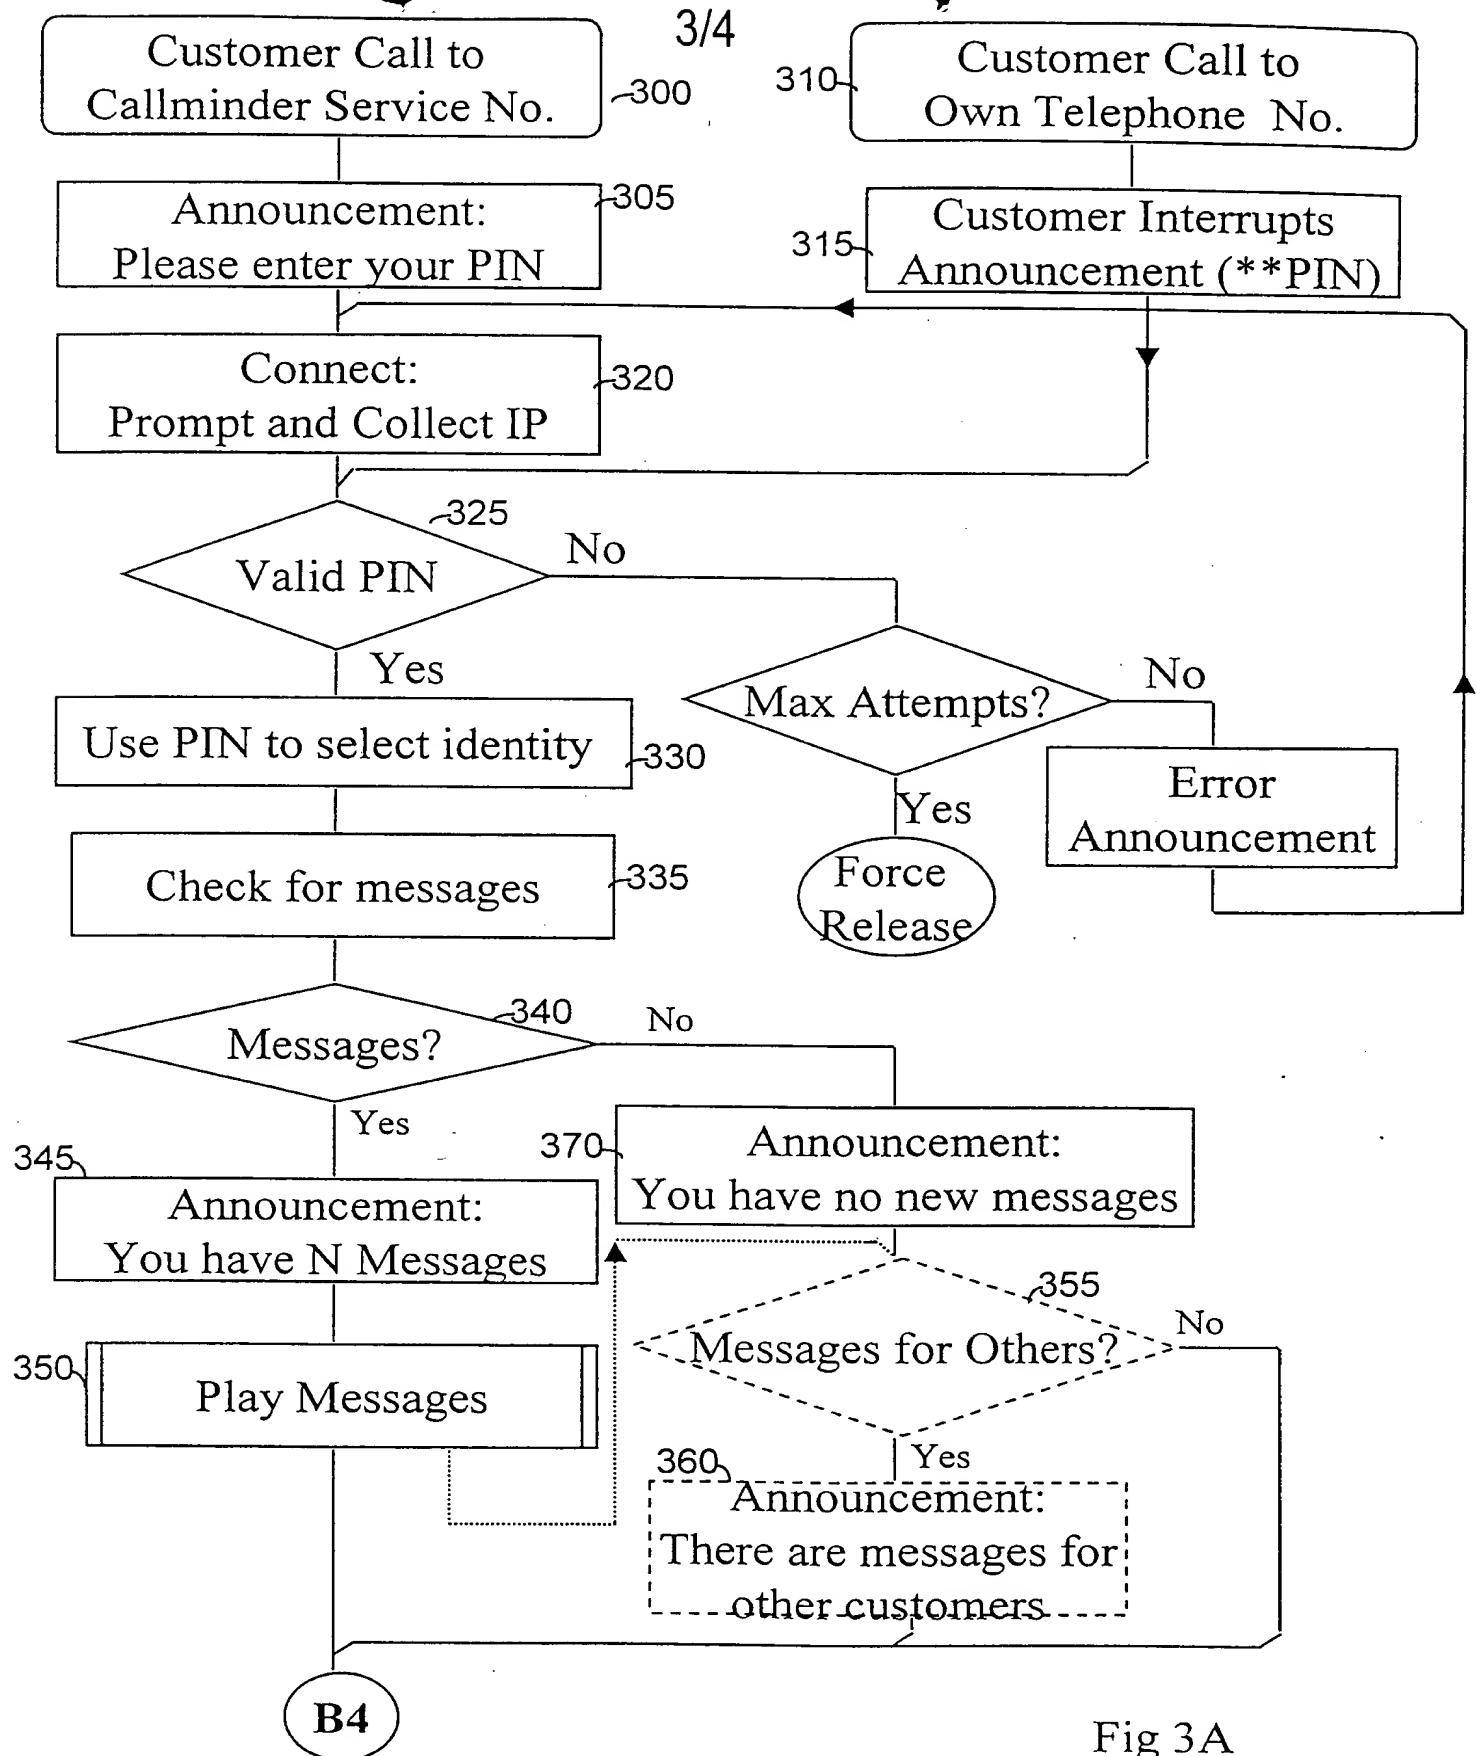 3/4
Customer Call to
Callminder Service No.
300
310
Customer Call to
Own Telephone No.
Announcement:
Please enter your PIN
305
315
Customer Interrupts
Announcement (**PIN)
Connect:
Prompt and Collect IP
320
325
Valid PIN
No
Yes
Max Attempts?
No
Use PIN to select identity
330
Yes
Error
Announcement
Force
Release
Check for messages
335
340
Messages?
No
Yes
345
Announcement:
You have N Messages
370
Announcement:
You have no new messages
355
Messages for Others?
No
350
Play Messages
Yes
360
Announcement:
There are messages for
other customers
B4
Fig 3A